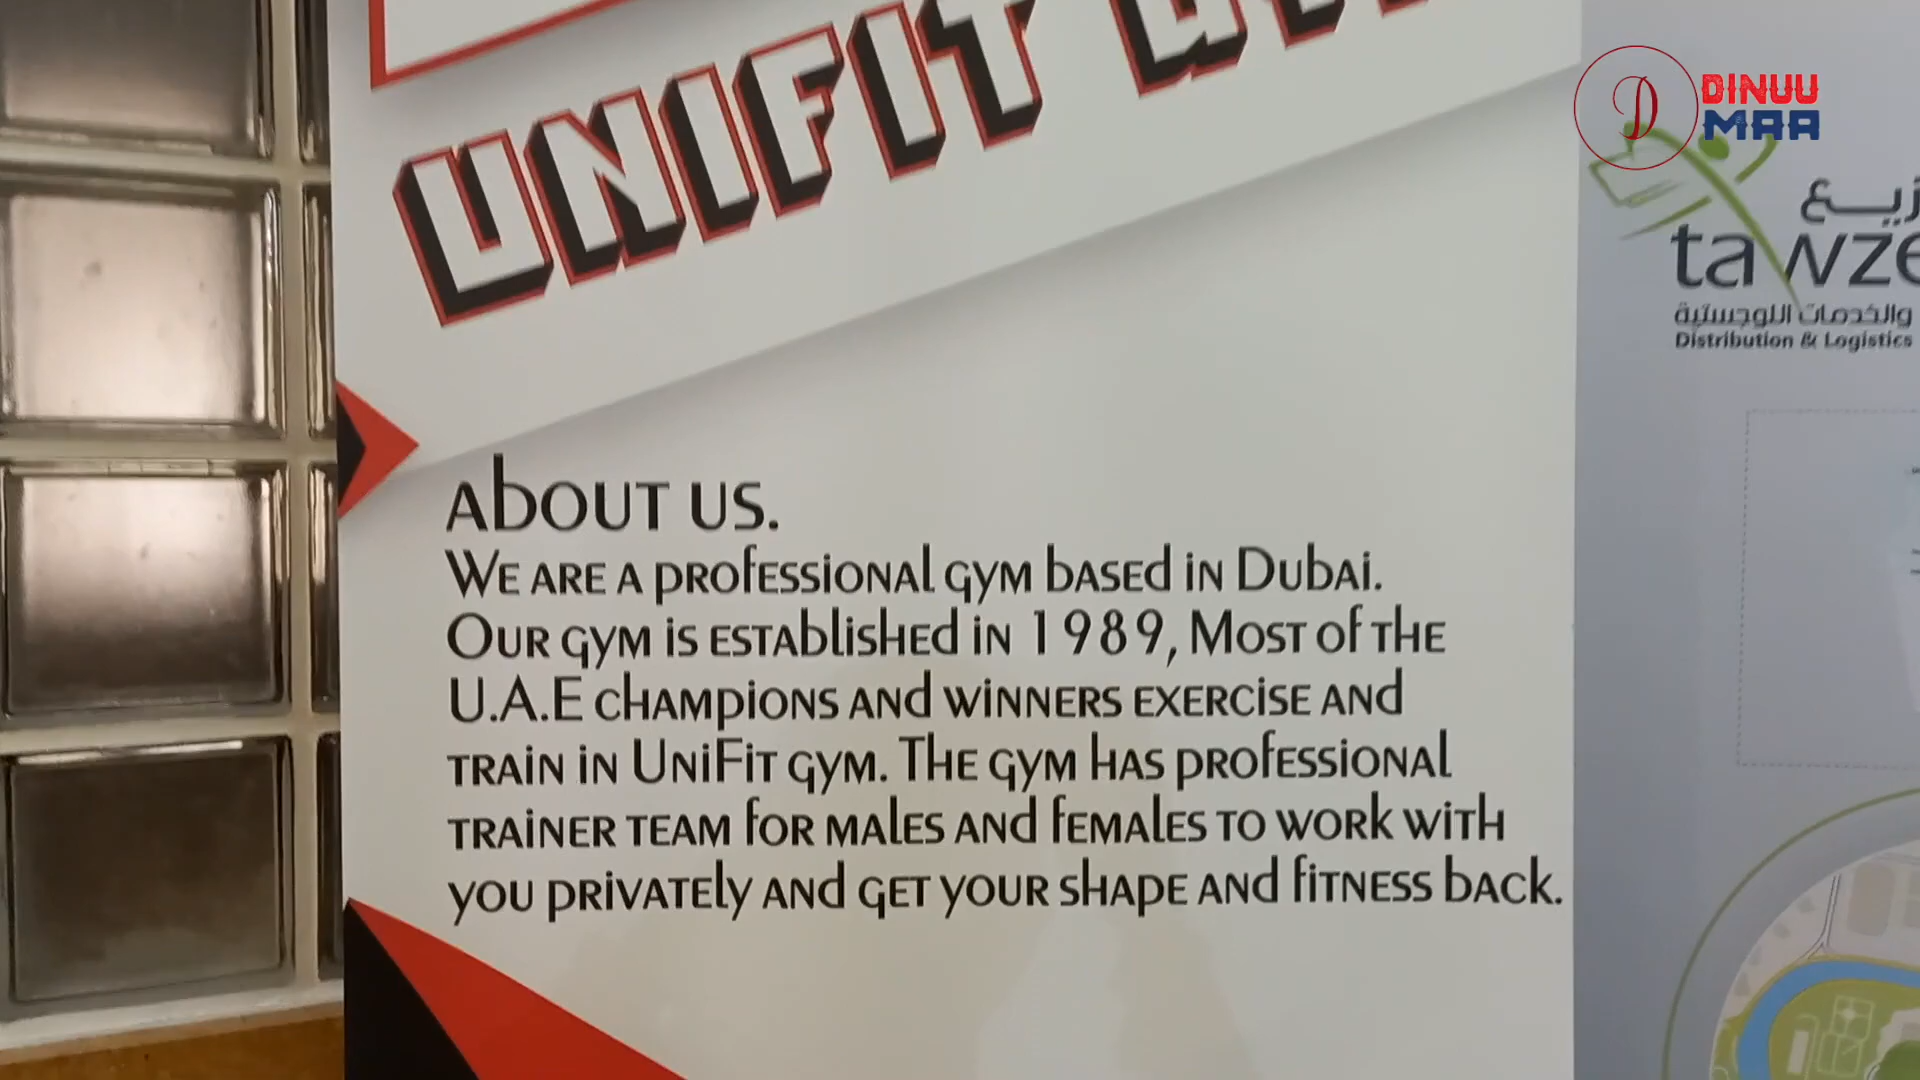 UNIFIT
D
DINUU
MAA
tawze
والخدمات اللوجستية
Distribution & Logistics
About us.
We are a professional gym based in Dubai.
Our gym is established in 1989, Most of the
U.A.E champions and winners exercise and
train in UniFit gym. The gym has professional
trainer team for males and females to work with
you privately and get your shape and fitness back.